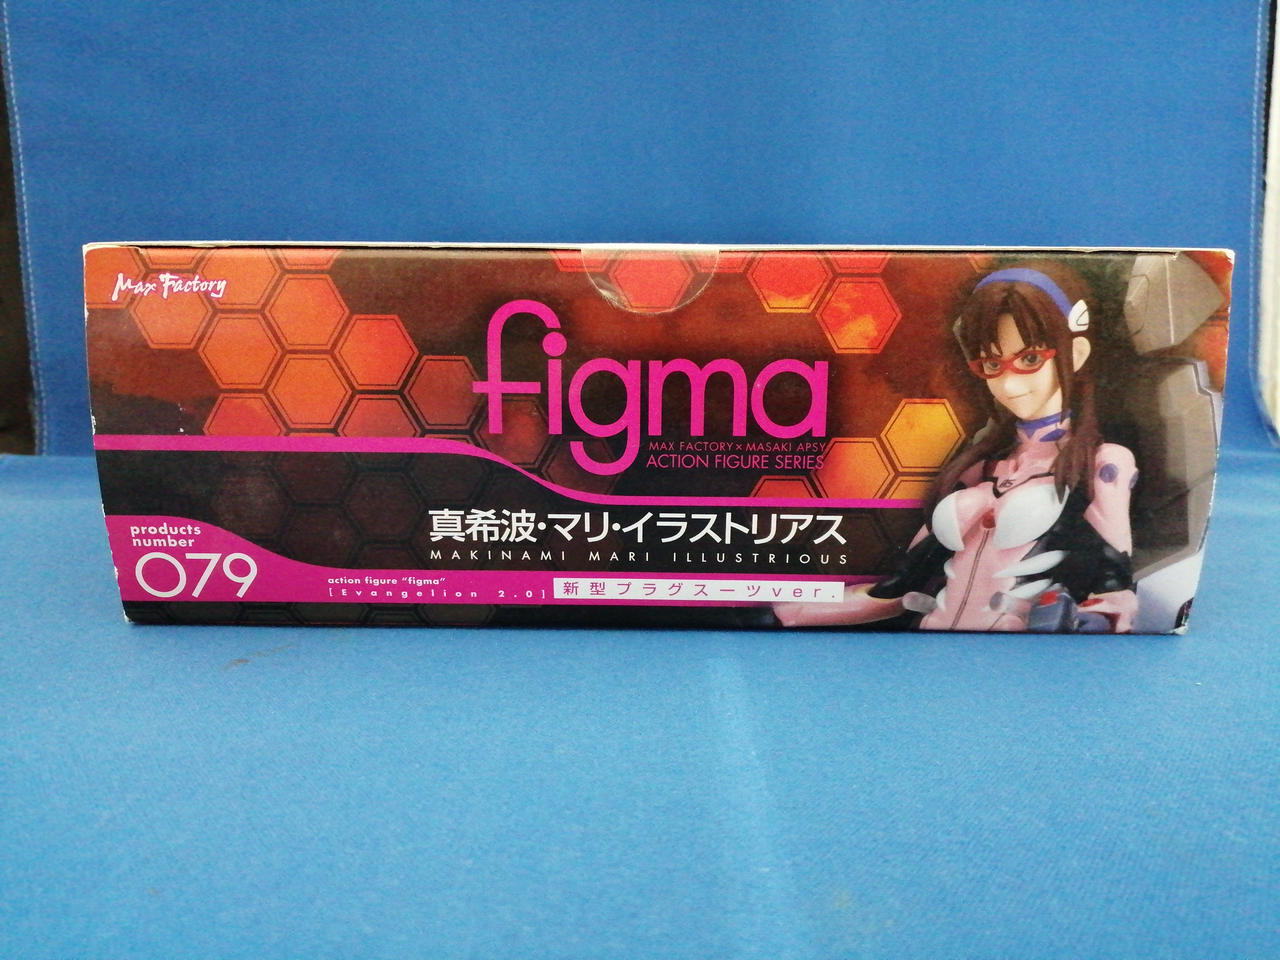 Max Factory
figma
MAX FACTORY × MASAKI APSY
ACTION FIGURE SERIES
真希波・マリ・イラストリアス
MAKINAMI MARI ILLUSTRIOUS
products
number
079
action figure "figma"
[Evangelion 2.0] 新型プラグスーツver.